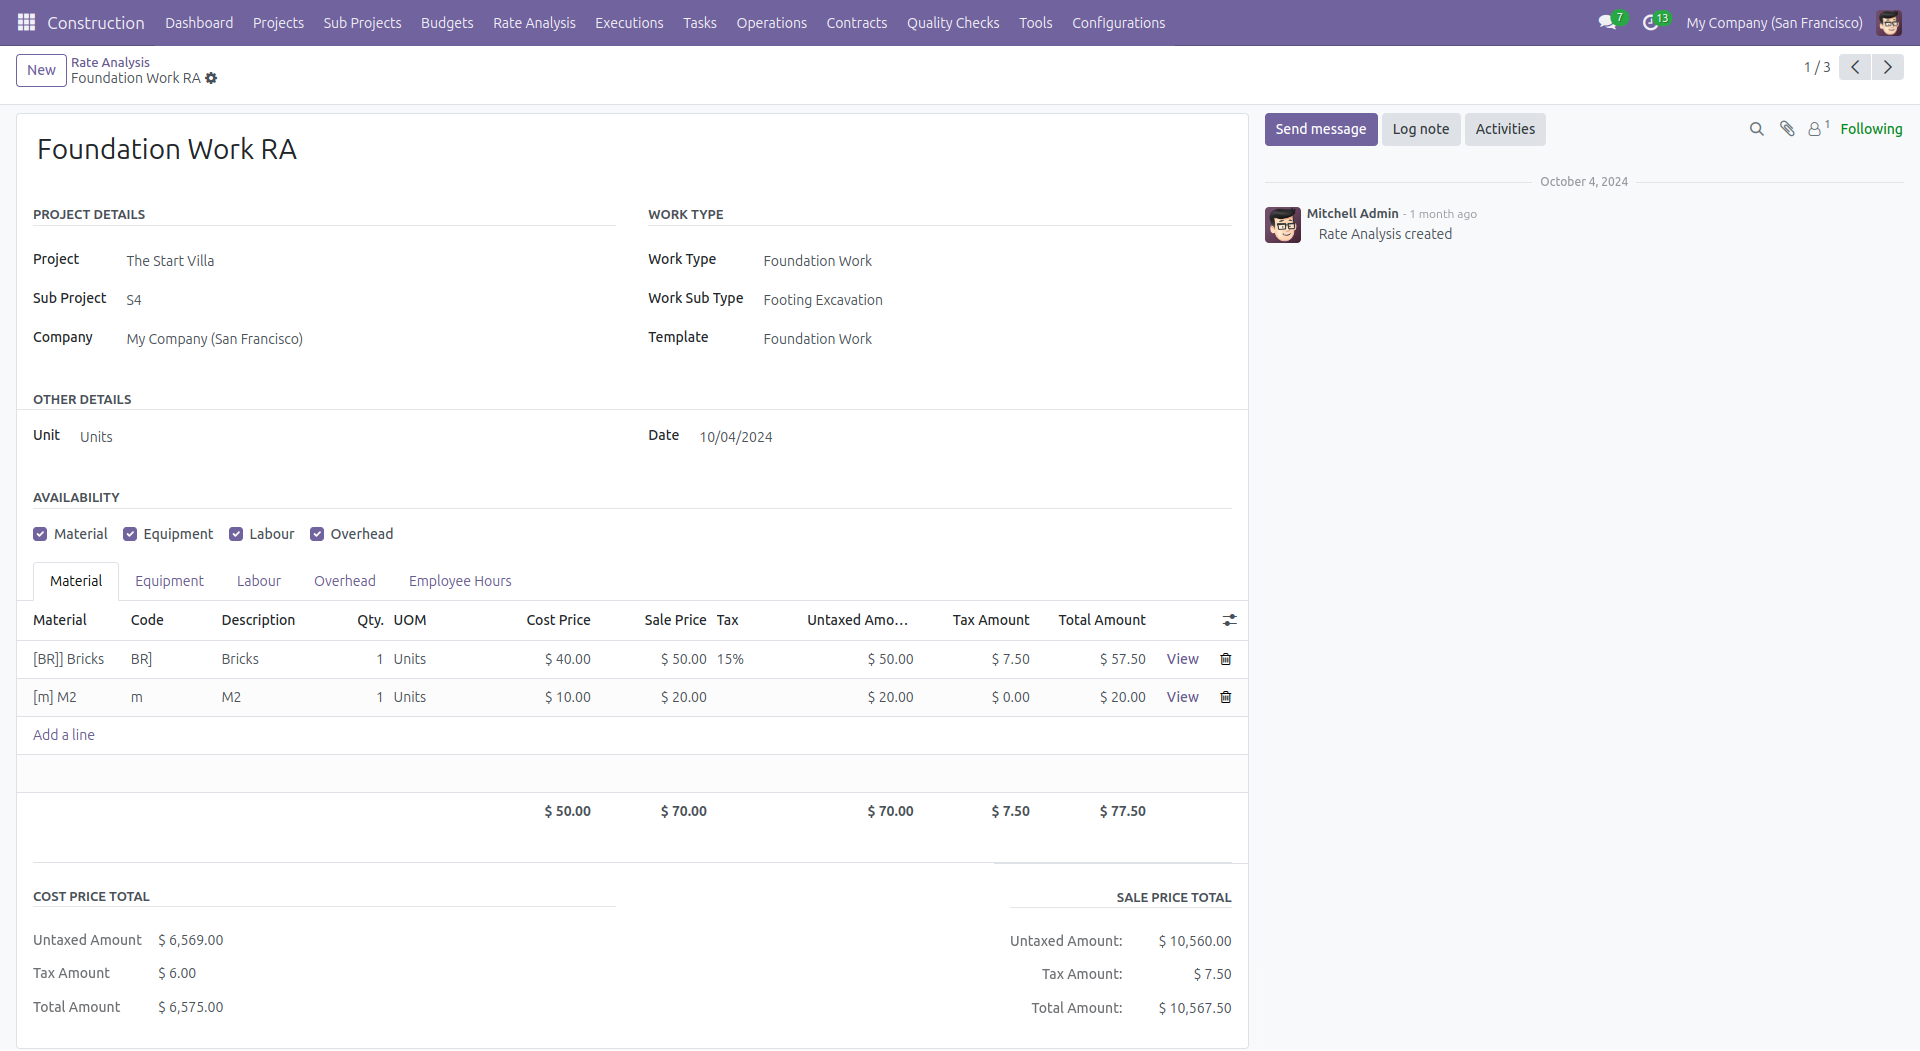 Construction Dashboard Projects Sub Projects Budgets Rate Analysis Executions Tasks Operations Contracts Quality Checks Tools Configurations 7 13 My Company (San Francisco)
New Rate Analysis
Foundation Work RA
1 / 3
Foundation Work RA
Send message Log note Activities 1 Following
October 4, 2024
Mitchell Admin - 1 month ago
Rate Analysis created
PROJECT DETAILS
Project The Start Villa
Sub Project S4
Company My Company (San Francisco)
WORK TYPE
Work Type Foundation Work
Work Sub Type Footing Excavation
Template Foundation Work
OTHER DETAILS
Unit Units
Date 10/04/2024
AVAILABILITY
Material Equipment Labour Overhead
Material Equipment Labour Overhead Employee Hours
Material Code Description Qty. UOM Cost Price Sale Price Tax Untaxed Amo... Tax Amount Total Amount
[BR]] Bricks BR] Bricks 1 Units $ 40.00 $ 50.00 15% $ 50.00 $ 7.50 $ 57.50 View
[m] M2 m M2 1 Units $ 10.00 $ 20.00 $ 20.00 $ 0.00 $ 20.00 View
Add a line
$ 50.00 $ 70.00 $ 70.00 $ 7.50 $ 77.50
COST PRICE TOTAL
Untaxed Amount $ 6,569.00
Tax Amount $ 6.00
Total Amount $ 6,575.00
SALE PRICE TOTAL
Untaxed Amount: $ 10,560.00
Tax Amount: $ 7.50
Total Amount: $ 10,567.50